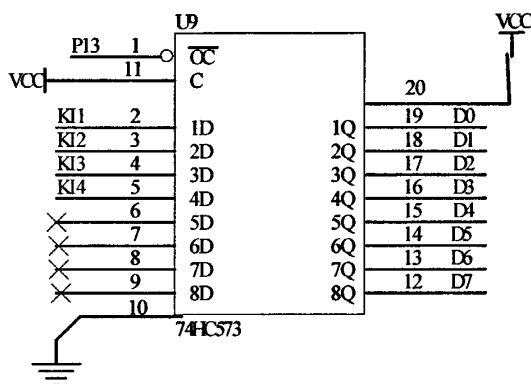 U9
VCC
P13 1 OC
VCC 11 C
20
KI1 2 1D 1Q 19 D0
KI2 3 2D 2Q 18 D1
KI3 4 3D 3Q 17 D2
KI4 5 4D 4Q 16 D3
6 5D 5Q 15 D4
7 6D 6Q 14 D5
8 7D 7Q 13 D6
9 8D 8Q 12 D7
10
74HC573